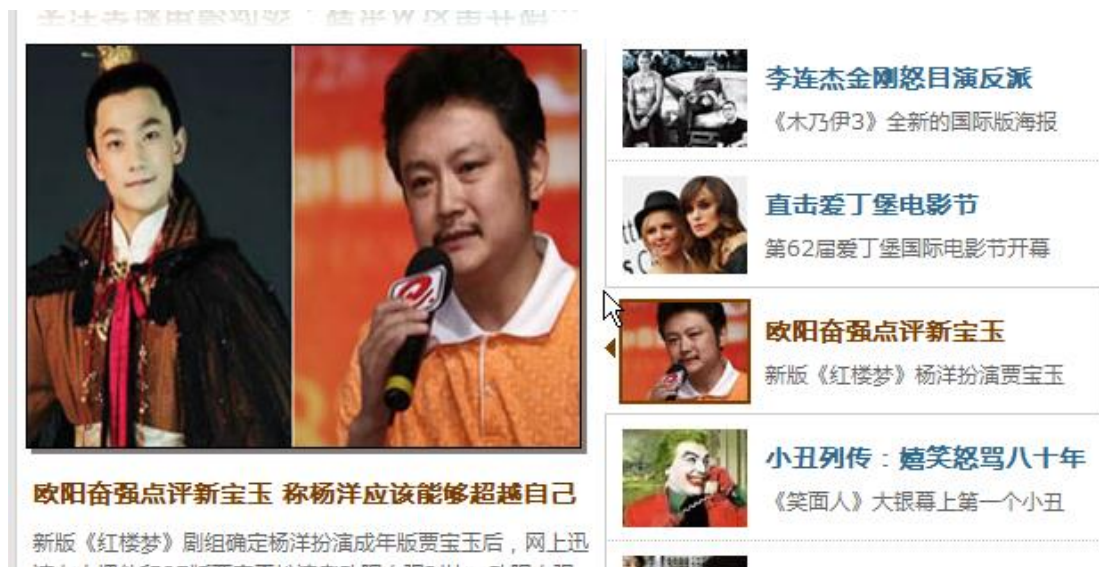 欧阳奋强点评新宝玉 称杨洋应该能够超越自己
新版《红楼梦》剧组确定杨洋扮演成年版贾宝玉后，网上迅
李连杰金刚怒目演反派
《木乃伊3》全新的国际版海报
直击爱丁堡电影节
第62届爱丁堡国际电影节开幕
欧阳奋强点评新宝玉
新版《红楼梦》杨洋扮演贾宝玉
小丑列传：嬉笑怒骂八十年
《笑面人》大银幕上第一个小丑